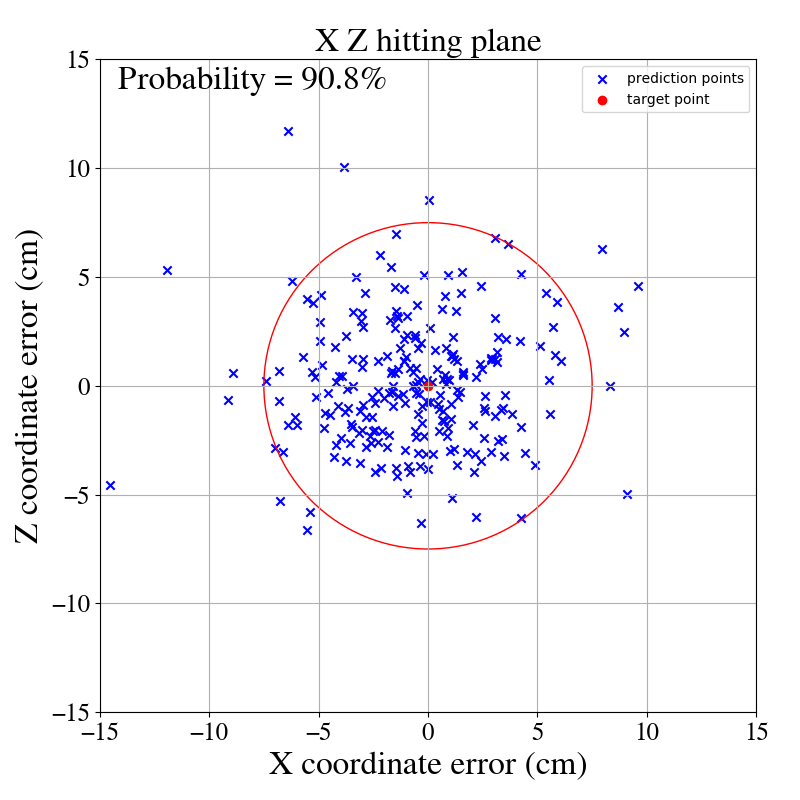 X Z hitting plane
Probability = 90.8%
prediction points
target point
15
10
5
0
−5
−10
−15
−15
−10
−5
0
5
10
15
X coordinate error (cm)
Z coordinate error (cm)